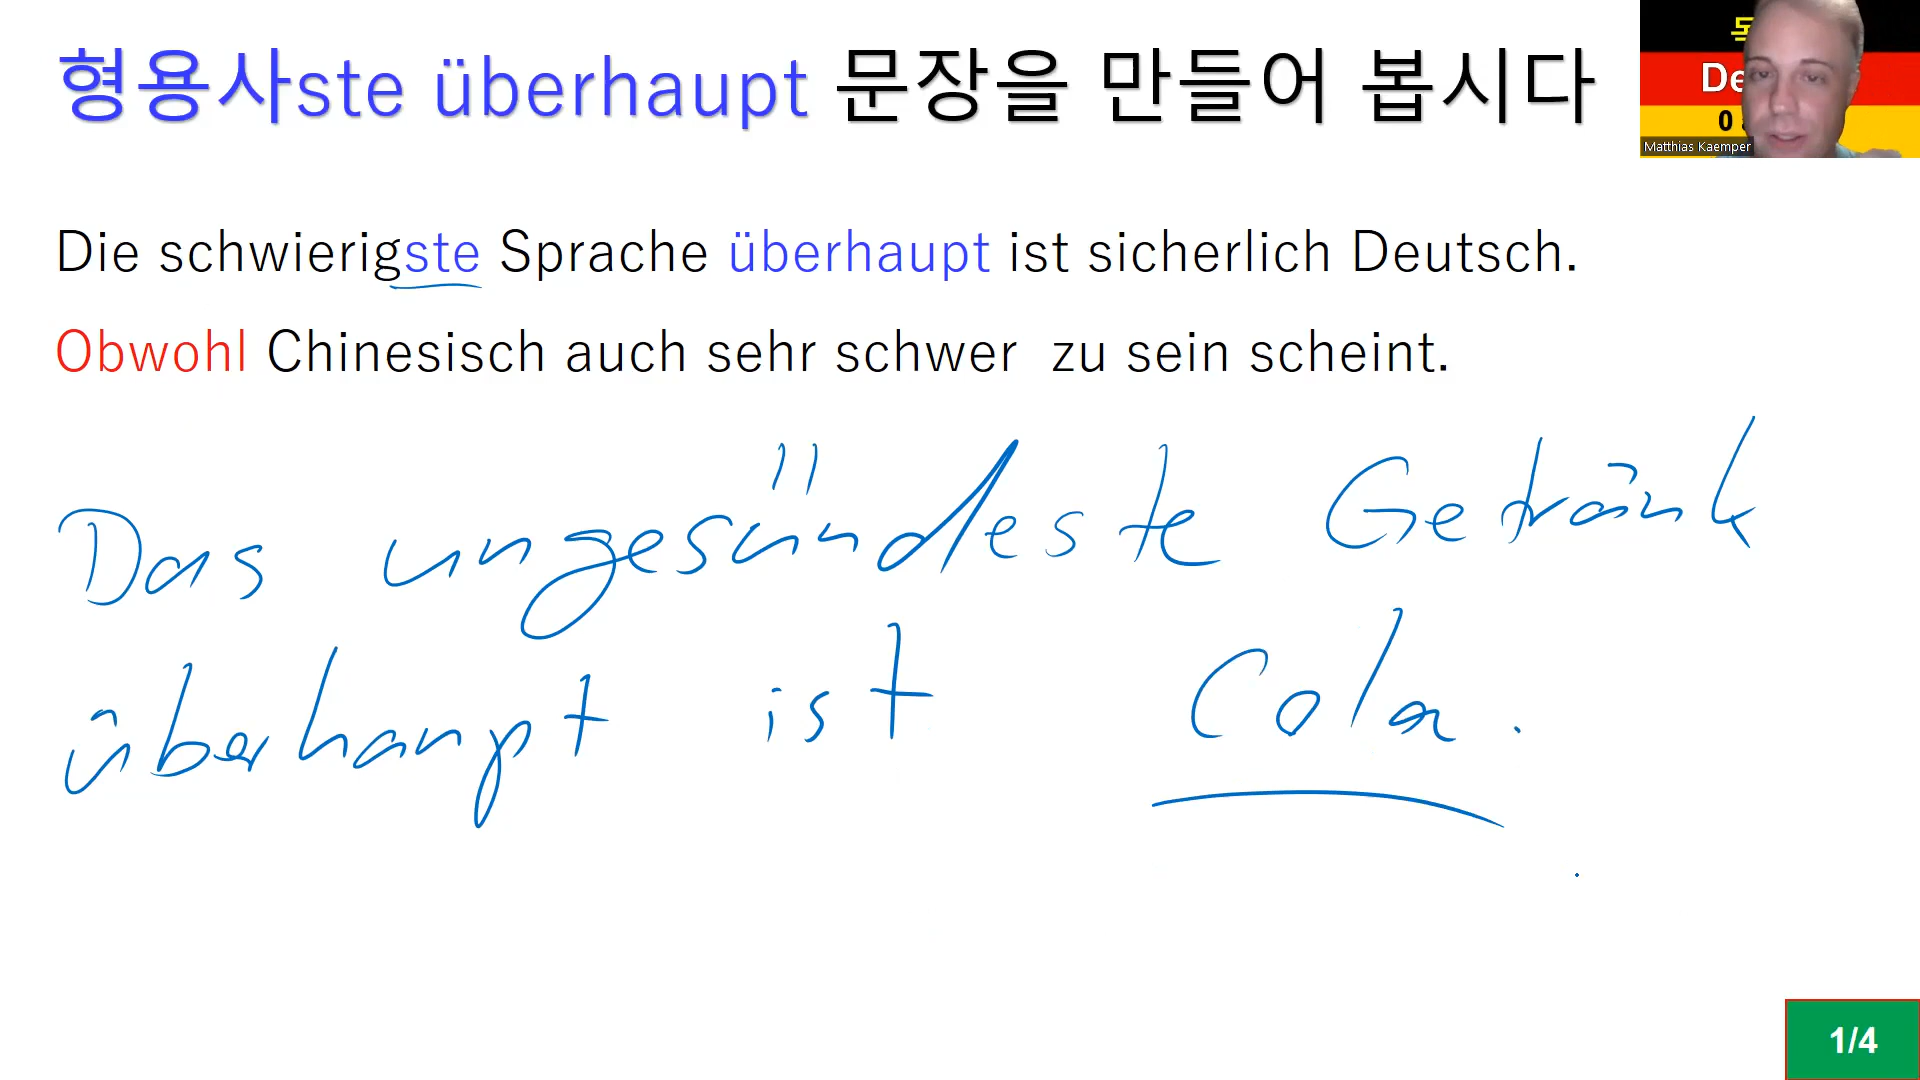 형용사ste überhaupt 문장을 만들어 봅시다
De
0
Matthias Kaemper
Die schwierigste Sprache überhaupt ist sicherlich Deutsch.
Obwohl Chinesisch auch sehr schwer zu sein scheint.
Das ungesündeste Getränk
überhaupt ist Cola.
1/4